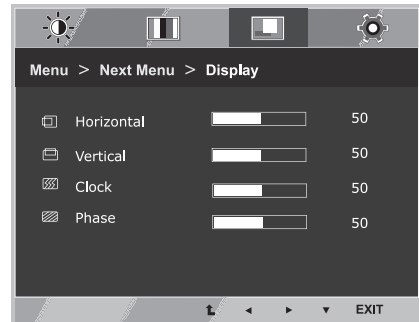 Menu > Next Menu > Display
Horizontal 50
Vertical 50
Clock 50
Phase 50
EXIT